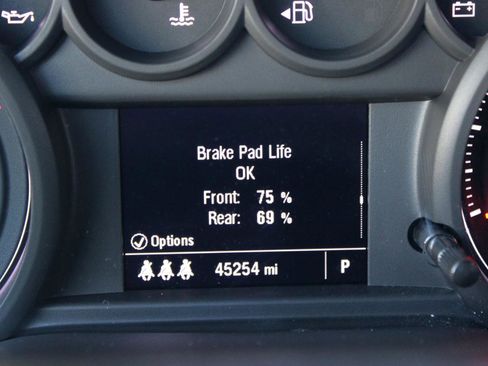 Brake Pad Life
OK
Front: 75 %
Rear: 69 %
Options
45254 mi P